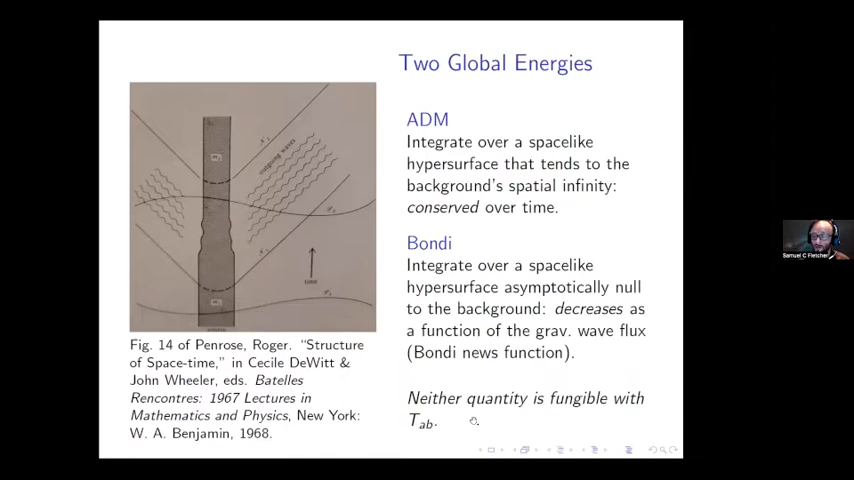 Two Global Energies
ADM
Integrate over a spacelike
hypersurface that tends to the
background's spatial infinity:
conserved over time.
Bondi
Integrate over a spacelike
hypersurface asymptotically null
to the background: decreases as
a function of the grav. wave flux
(Bondi news function).
Neither quantity is fungible with
Tab.
outgoing waves
time
Fig. 14 of Penrose, Roger. "Structure
of Space-time," in Cecile DeWitt &
John Wheeler, eds. Batelles
Rencontres: 1967 Lectures in
Mathematics and Physics, New York:
W. A. Benjamin, 1968.
Samuel C Fletcher